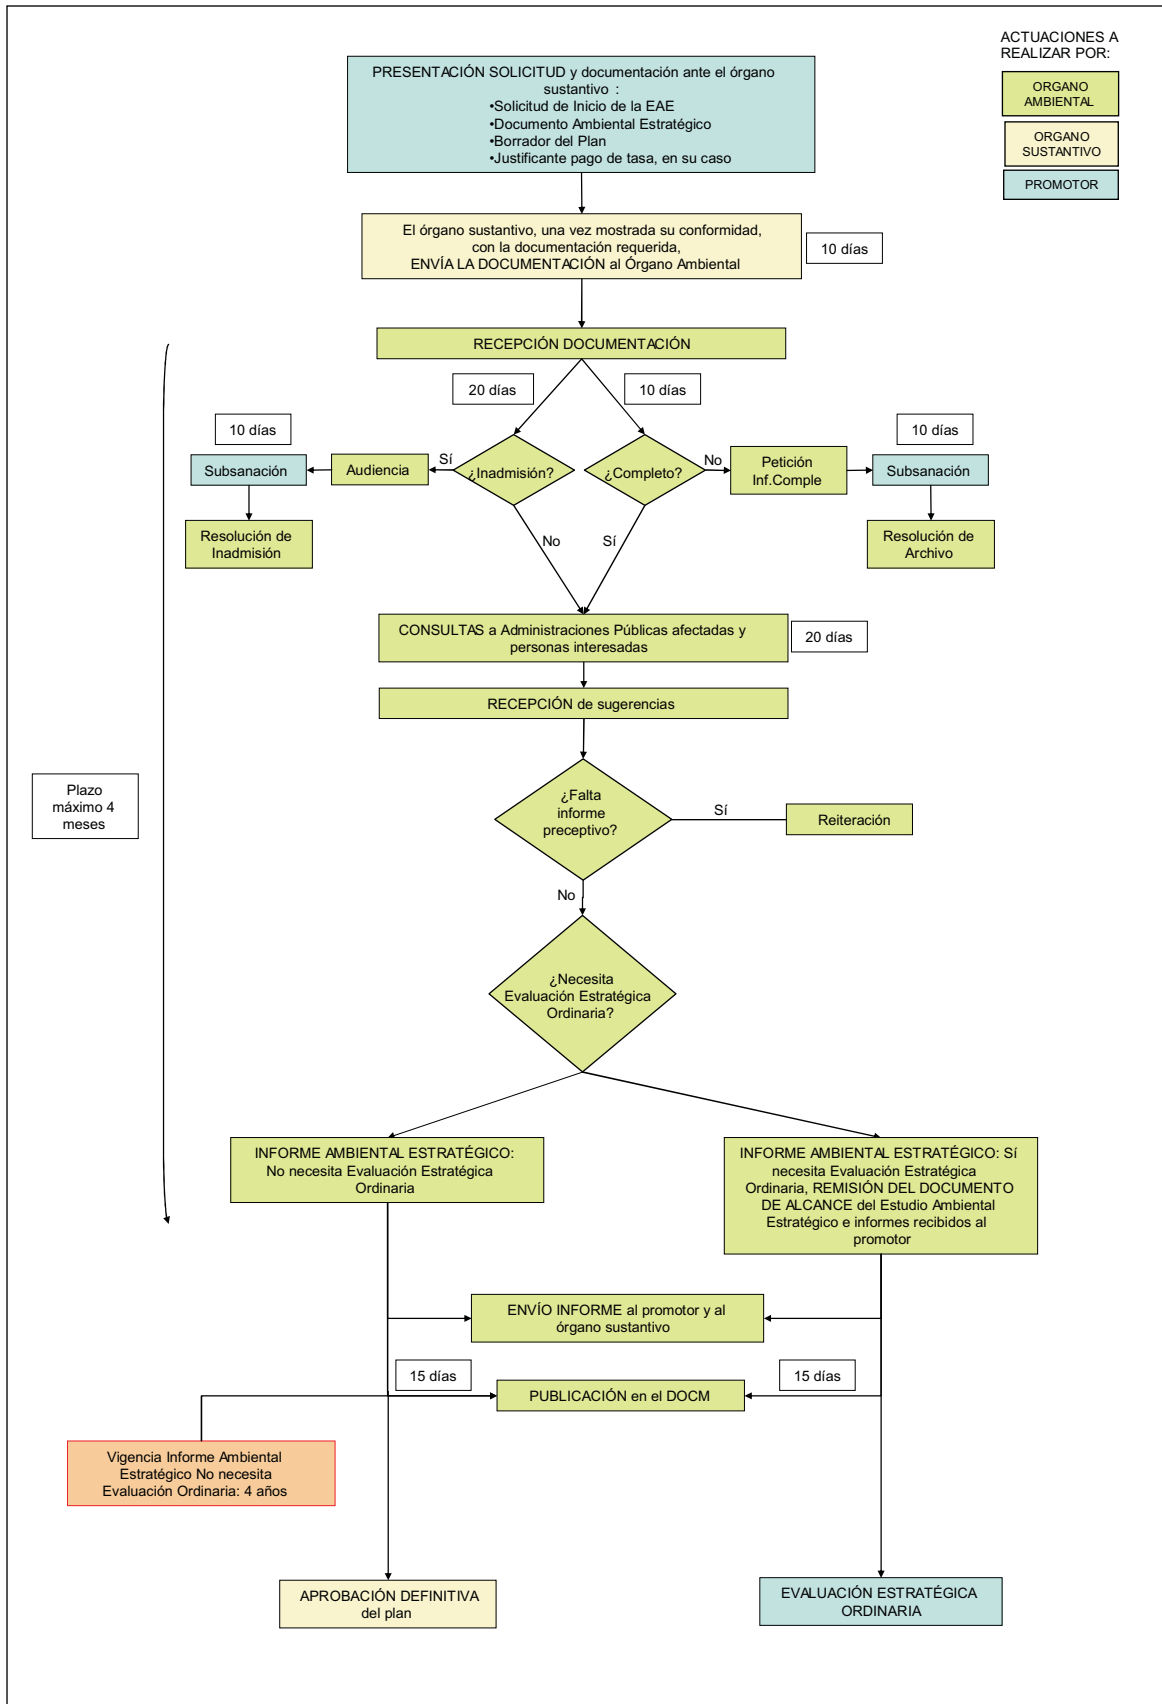 ACTUACIONES A
REALIZAR POR:
ORGANO
AMBIENTAL
ORGANO
SUSTANTIVO
PROMOTOR
PRESENTACIÓN SOLICITUD y documentación ante el órgano
sustantivo :
•Solicitud de Inicio de la EAE
•Documento Ambiental Estratégico
•Borrador del Plan
•Justificante pago de tasa, en su caso
El órgano sustantivo, una vez mostrada su conformidad,
con la documentación requerida,
ENVÍA LA DOCUMENTACIÓN al Órgano Ambiental
10 días
RECEPCIÓN DOCUMENTACIÓN
20 días
10 días
10 días
10 días
Subsanación
Audiencia
Sí
¿Inadmisión?
¿Completo?
No
Petición
Inf.Comple
Subsanación
Resolución de
Inadmisión
No
Sí
Resolución de
Archivo
CONSULTAS a Administraciones Públicas afectadas y
personas interesadas
20 días
RECEPCIÓN de sugerencias
Plazo
máximo 4
meses
¿Falta
informe
preceptivo?
Sí
Reiteración
No
¿Necesita
Evaluación Estratégica
Ordinaria?
INFORME AMBIENTAL ESTRATÉGICO:
No necesita Evaluación Estratégica
Ordinaria
INFORME AMBIENTAL ESTRATÉGICO: Sí
necesita Evaluación Estratégica
Ordinaria, REMISIÓN DEL DOCUMENTO
DE ALCANCE del Estudio Ambiental
Estratégico e informes recibidos al
promotor
ENVÍO INFORME al promotor y al
órgano sustantivo
15 días
15 días
PUBLICACIÓN en el DOCM
Vigencia Informe Ambiental
Estratégico No necesita
Evaluación Ordinaria: 4 años
APROBACIÓN DEFINITIVA
del plan
EVALUACIÓN ESTRATÉGICA
ORDINARIA